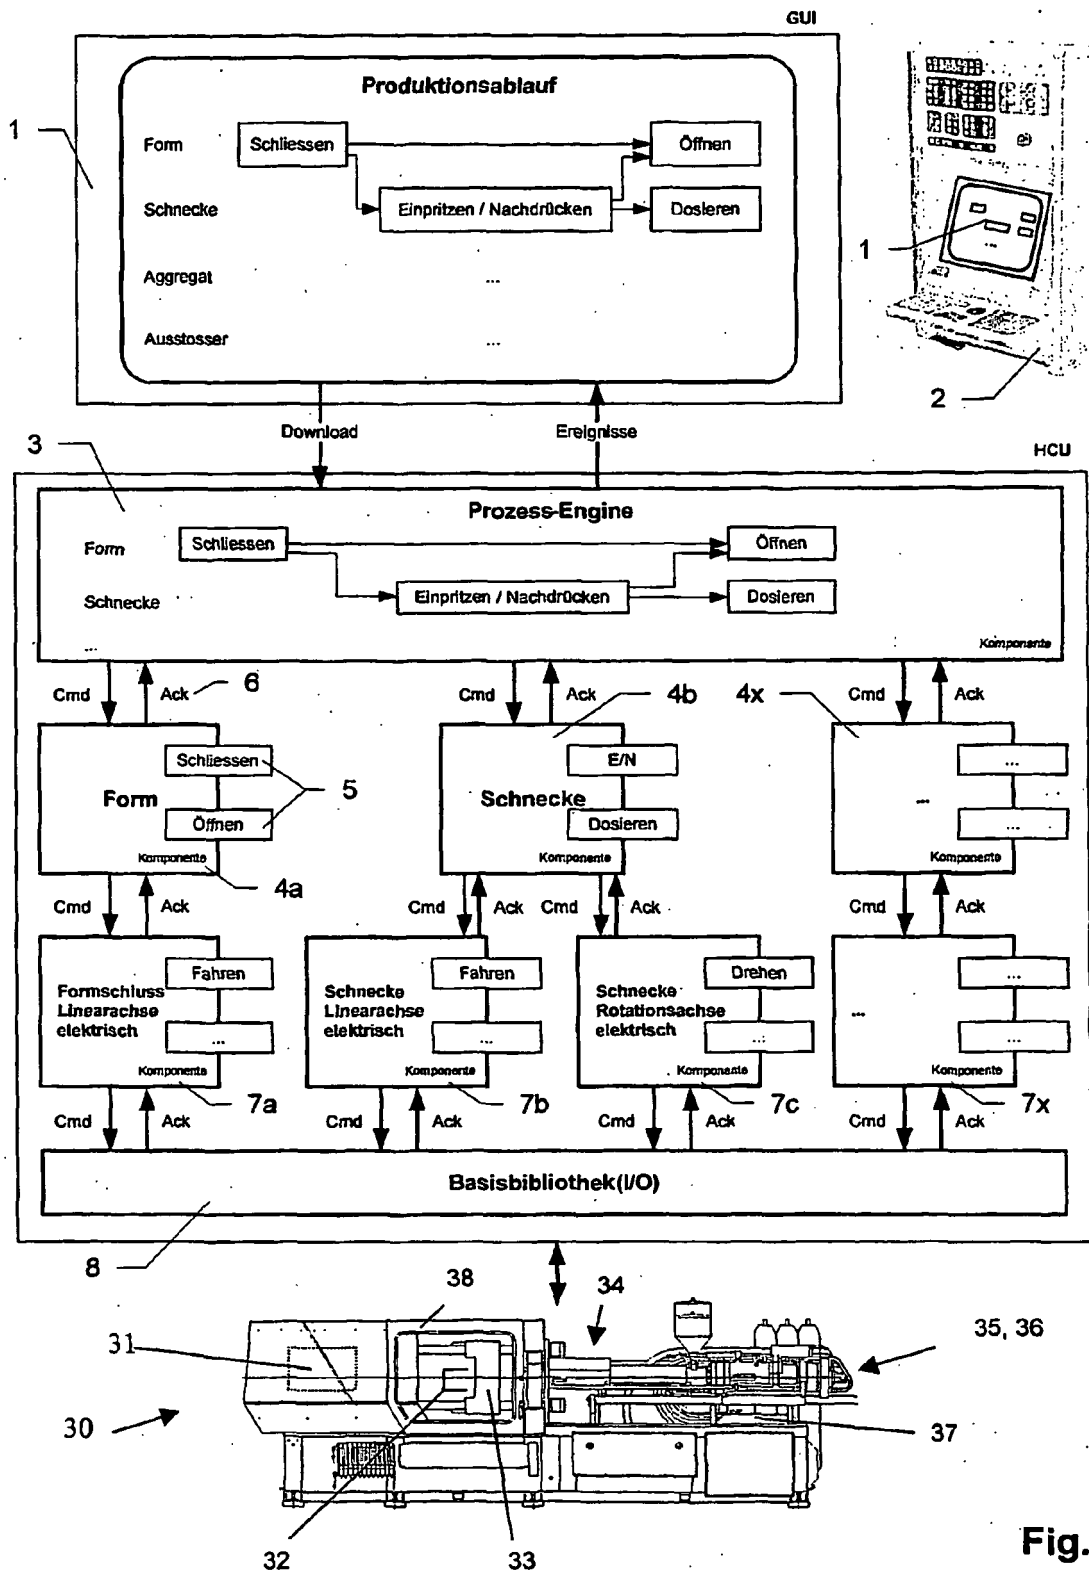 GUI
Produktionsablauf
1
Form
Schliessen
Öffnen
Schnecke
Einpritzen / Nachdrücken
Dosieren
1
Aggregat
...
Ausstosser
...
2
Download
Ereignisse
3
HCU
Prozess-Engine
Form
Schliessen
Öffnen
Schnecke
Einpritzen / Nachdrücken
Dosieren
...
Komponente
Cmd
Ack
6
Cmd
Ack
4b
4x
Cmd
Ack
Schliessen
Form
5
Öffnen
Komponente
4a
E/N
Schnecke
Dosieren
Komponente
...
...
...
Komponente
Cmd
Ack
Cmd
Ack
Cmd
Ack
Cmd
Ack
Fahren
Formschluss
Linearachse
elektrisch
...
Komponente
7a
Fahren
Schnecke
Linearachse
elektrisch
...
Komponente
7b
Drehen
Schnecke
Rotationsachse
elektrisch
...
Komponente
7c
...
...
...
Komponente
7x
Cmd
Ack
Cmd
Ack
Cmd
Ack
Cmd
Ack
Basisbibliothek(I/O)
8
38
34
31
35, 36
30
37
32
33
Fig.